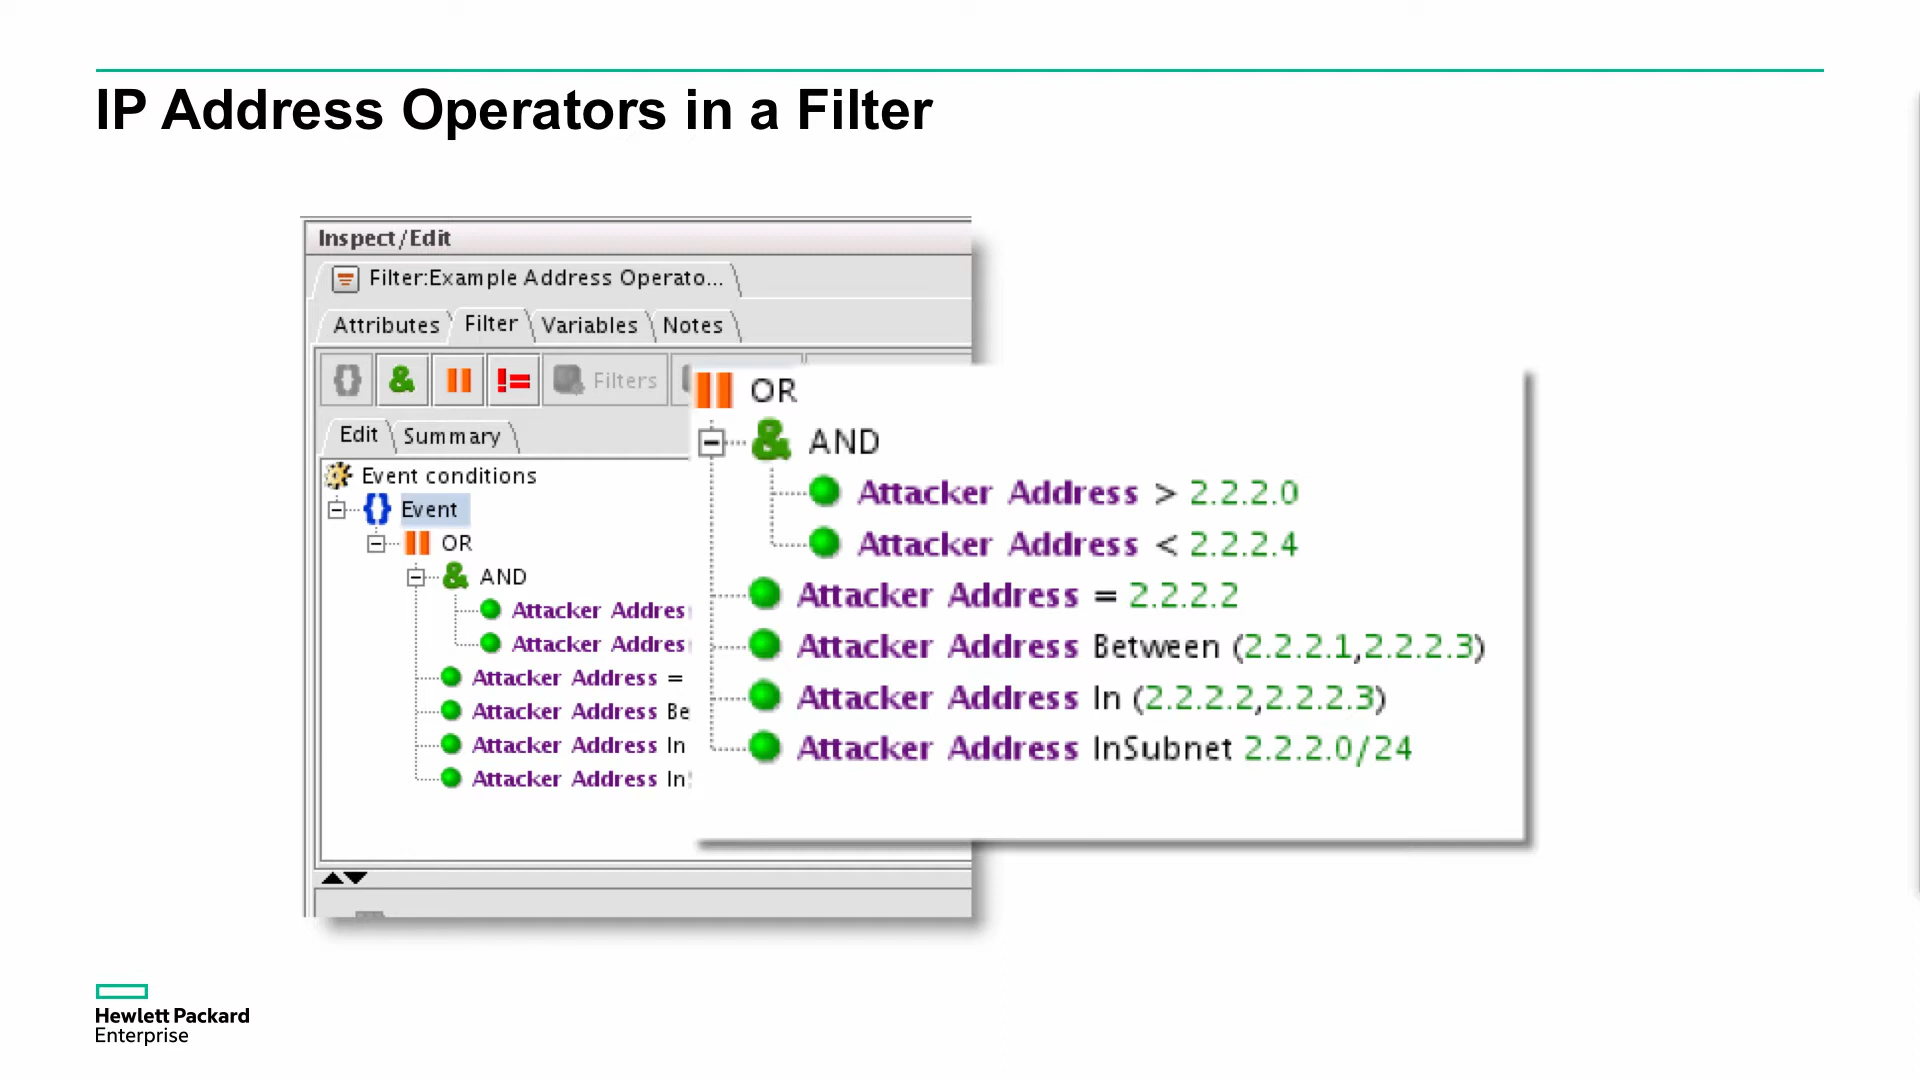 IP Address Operators in a Filter
Inspect/Edit
Filter:Example Address Operato...
Attributes Filter Variables Notes
& != Filters
Edit Summary
Event conditions
{} Event
OR
& AND
Attacker Addres
Attacker Addres
Attacker Address =
Attacker Address Be
Attacker Address In
Attacker Address In
OR
& AND
Attacker Address > 2.2.2.0
Attacker Address < 2.2.2.4
Attacker Address = 2.2.2.2
Attacker Address Between (2.2.2.1,2.2.2.3)
Attacker Address In (2.2.2.2,2.2.2.3)
Attacker Address InSubnet 2.2.2.0/24
Hewlett Packard
Enterprise